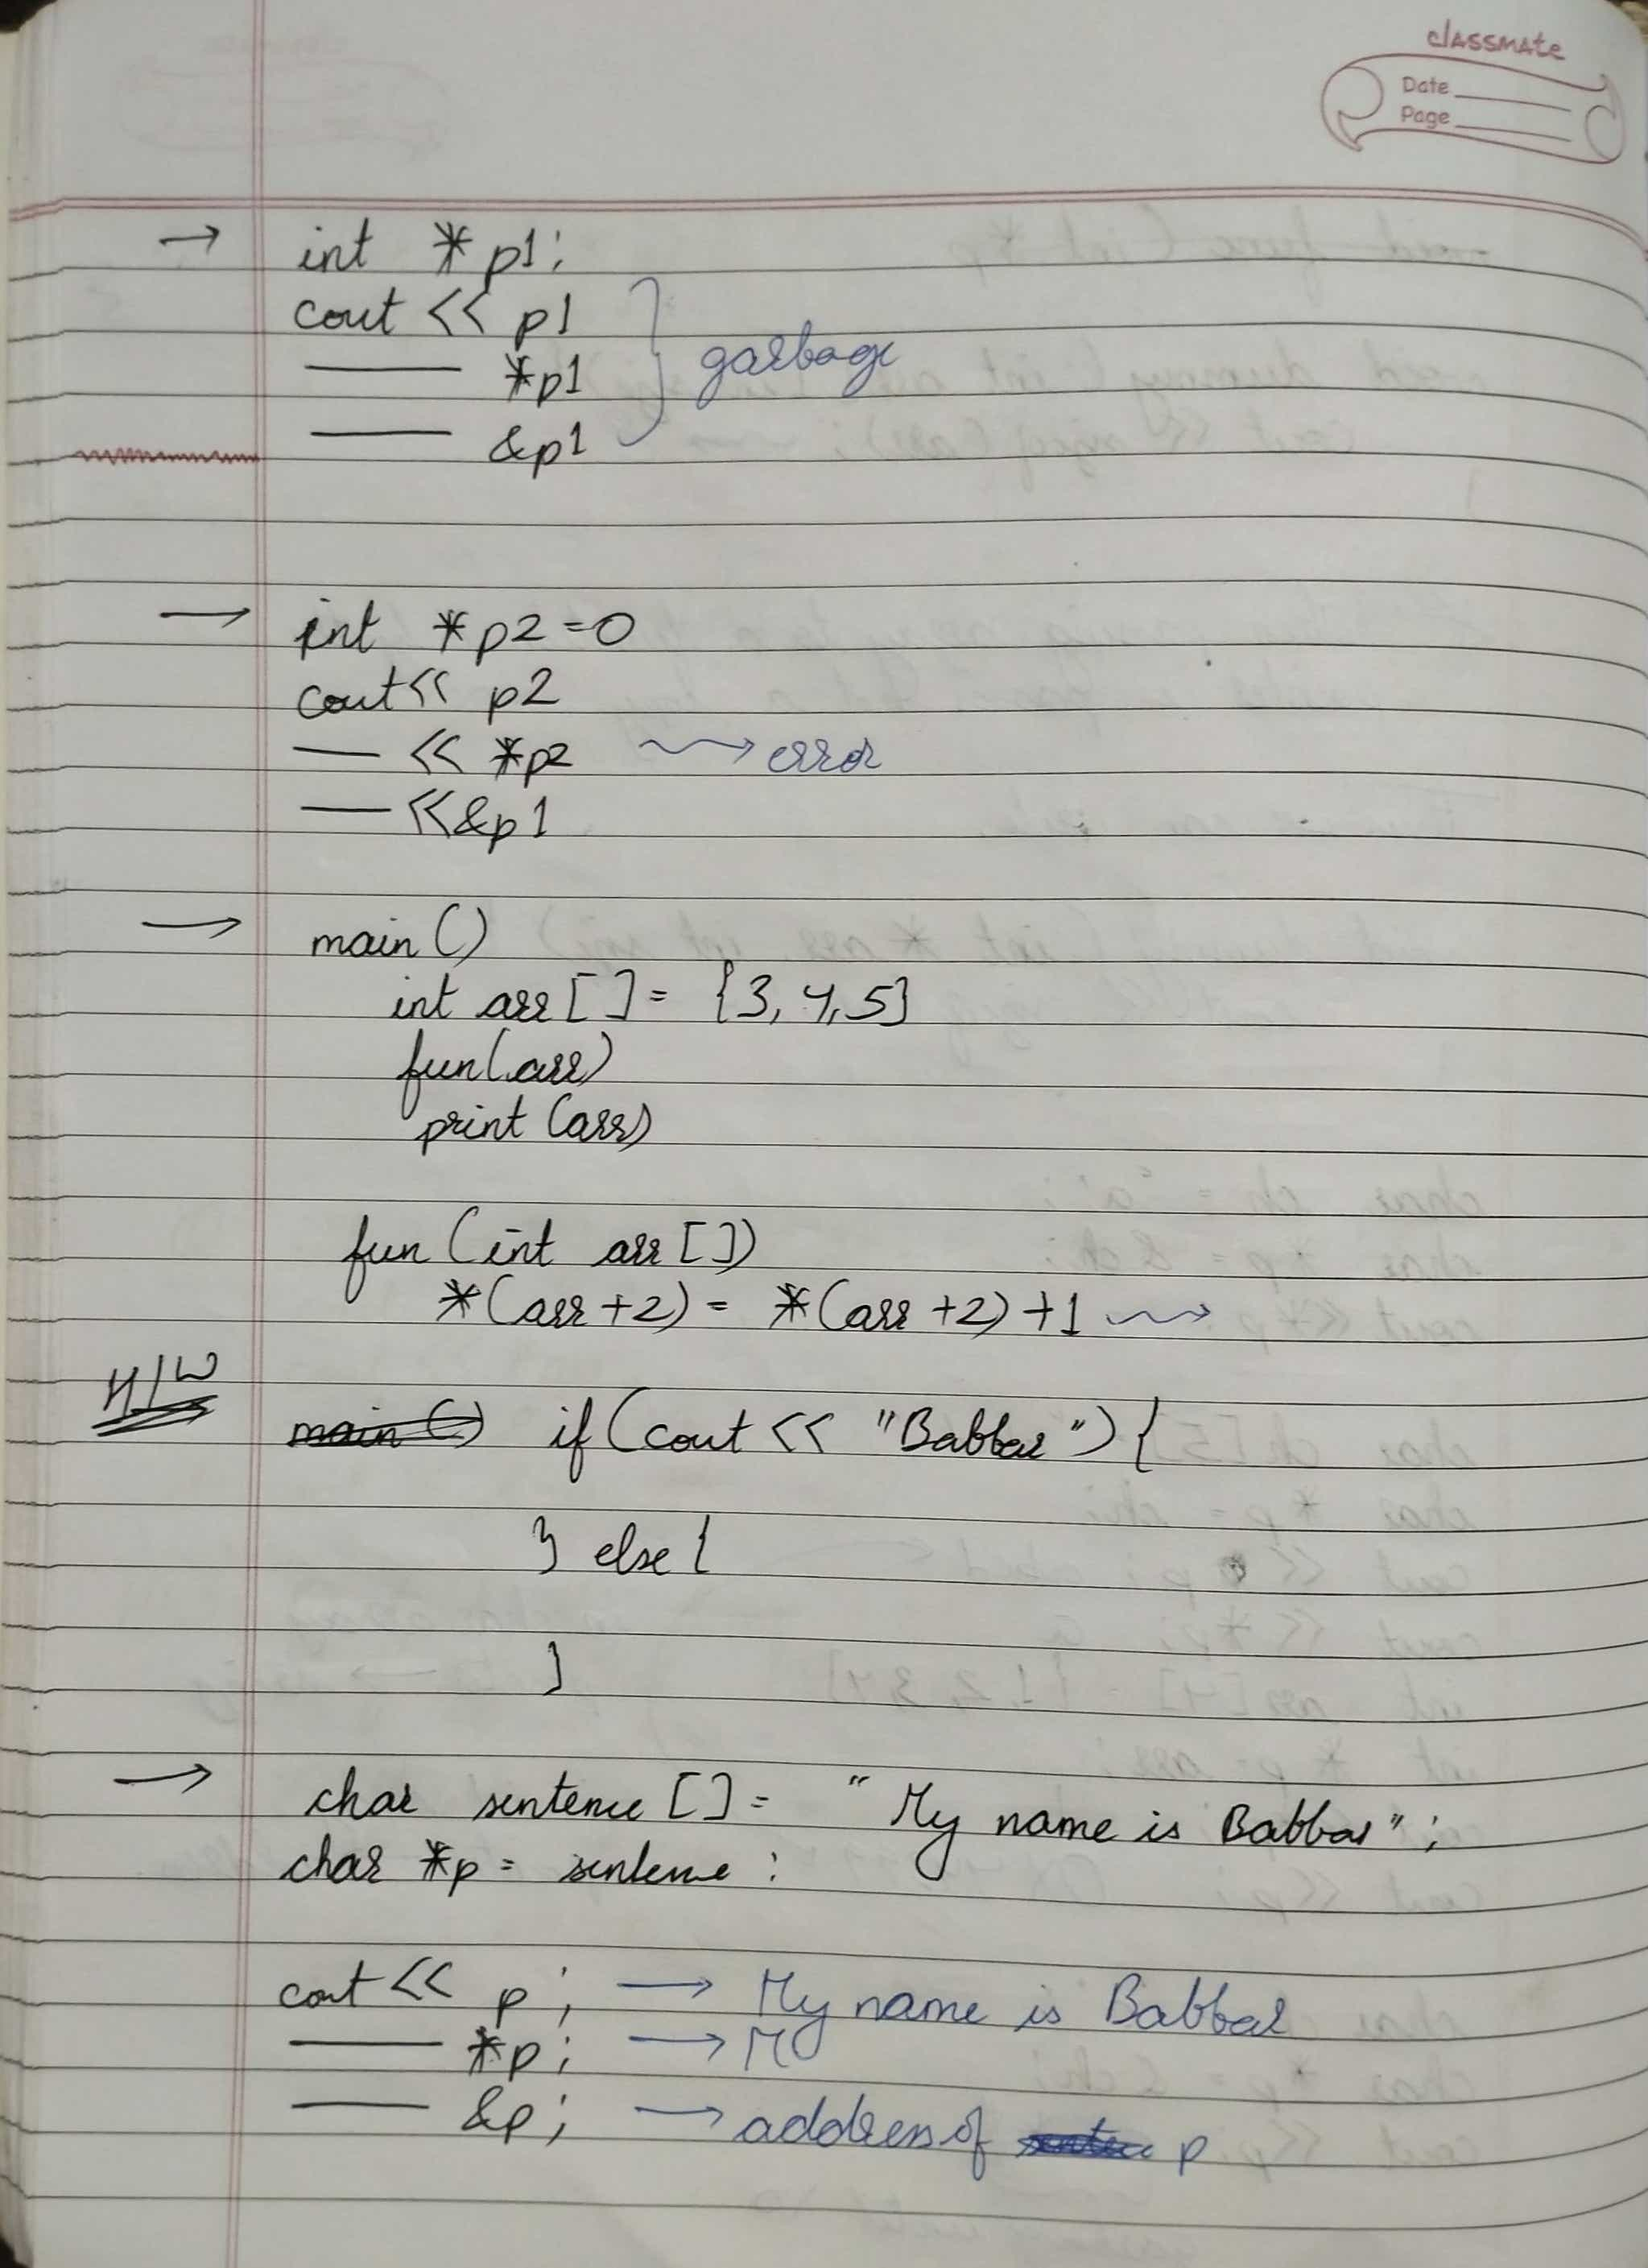 classmate
Date
Page
→ int *p1;
cout << p1
—— *p1 } garbage
—— &p1
→ int *p2=0
cout<< p2
— << *p2 ⇝ error
— <<&p1
→ main()
int arr[ ] = {3,4,5}
fun(arr)
print(arr)
fun(int arr[])
*(arr+2) = *(arr+2)+1 ⇝
H/W
main() if(cout << "Babbar"){
} else {
}
→ char sentence [] = "My name is Babbar";
char *p = sentence :
cout << p ; → My name is Babbar
—— *p ; → M
—— &p ; → address of p